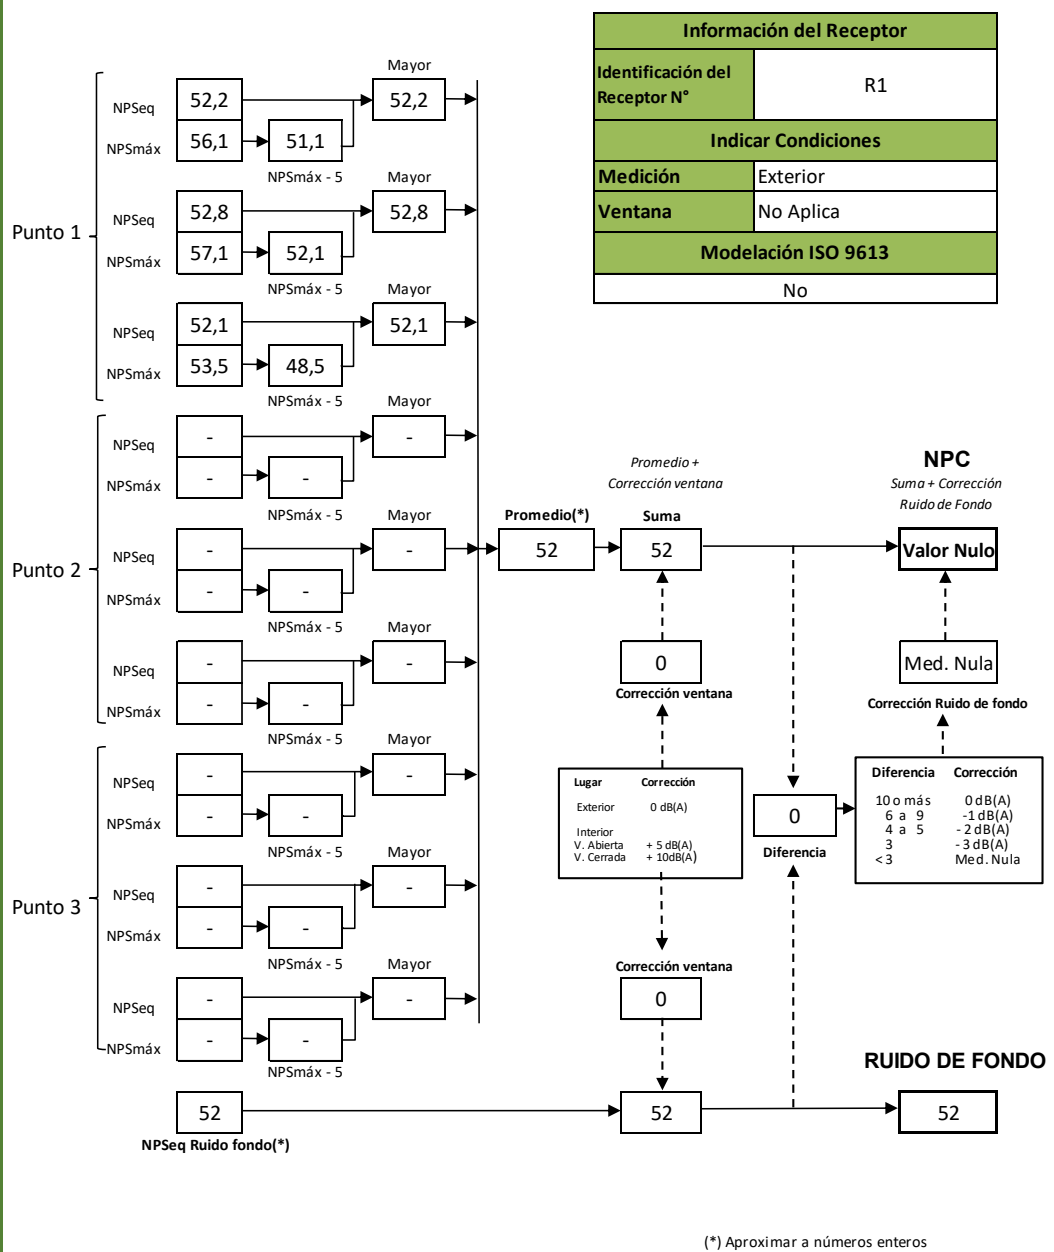 Información del Receptor
Identificación del
Receptor N°
R1
Indicar Condiciones
Medición
Exterior
Ventana
No Aplica
Modelación ISO 9613
No
Punto 1
Mayor
NPSeq
52,2
52,2
NPSmáx
56,1
51,1
NPSmáx - 5
Mayor
NPSeq
52,8
52,8
NPSmáx
57,1
52,1
NPSmáx - 5
Mayor
NPSeq
52,1
52,1
NPSmáx
53,5
48,5
NPSmáx - 5
Punto 2
Mayor
NPSeq
-
-
NPSmáx
-
-
NPSmáx - 5
Mayor
NPSeq
-
-
NPSmáx
-
-
NPSmáx - 5
Mayor
NPSeq
-
-
NPSmáx
-
-
NPSmáx - 5
Punto 3
Mayor
NPSeq
-
-
NPSmáx
-
-
NPSmáx - 5
Mayor
NPSeq
-
-
NPSmáx
-
-
NPSmáx - 5
Mayor
NPSeq
-
-
NPSmáx
-
-
NPSmáx - 5
Promedio(*)
52
Promedio +
Corrección ventana
Suma
52
NPC
Suma + Corrección
Ruido de Fondo
Valor Nulo
0
Corrección ventana
Med. Nula
Corrección Ruido de fondo
Lugar Corrección
Exterior 0 dB(A)
Interior
V. Abierta + 5 dB(A)
V. Cerrada + 10dB(A)
0
Diferencia
Diferencia Corrección
10 o más 0 dB(A)
6 a 9 -1 dB(A)
4 a 5 - 2 dB(A)
3 - 3 dB(A)
< 3 Med. Nula
Corrección ventana
0
RUIDO DE FONDO
52
52
52
NPSeq Ruido fondo(*)
(*) Aproximar a números enteros